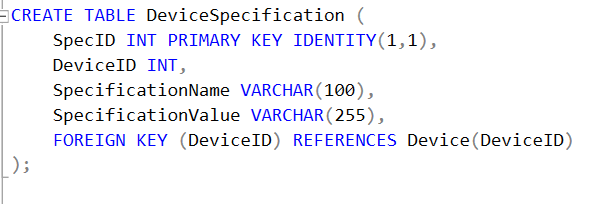 CREATE TABLE DeviceSpecification (
    SpecID INT PRIMARY KEY IDENTITY(1,1),
    DeviceID INT,
    SpecificationName VARCHAR(100),
    SpecificationValue VARCHAR(255),
    FOREIGN KEY (DeviceID) REFERENCES Device(DeviceID)
);